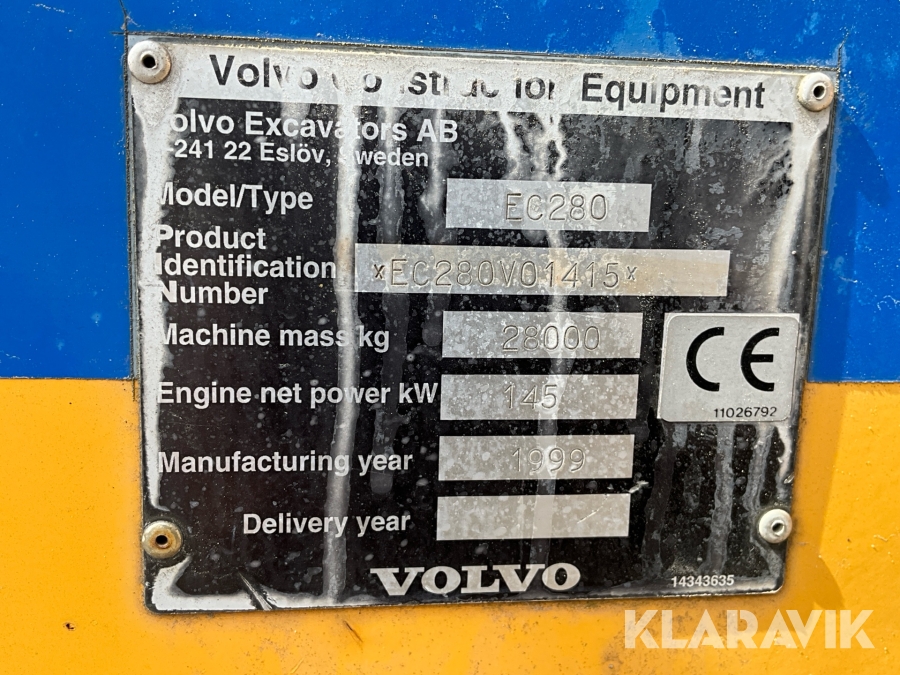 Volvo Construction Equipment
Volvo Excavators AB
-241 22 Eslöv, Sweden
Model/Type EC280
Product
Identification
Number
*EC280V01415*
Machine mass kg 28000
Engine net power kW 145
CE
11026792
Manufacturing year 1999
Delivery year
VOLVO
14343635
KLARAVIK